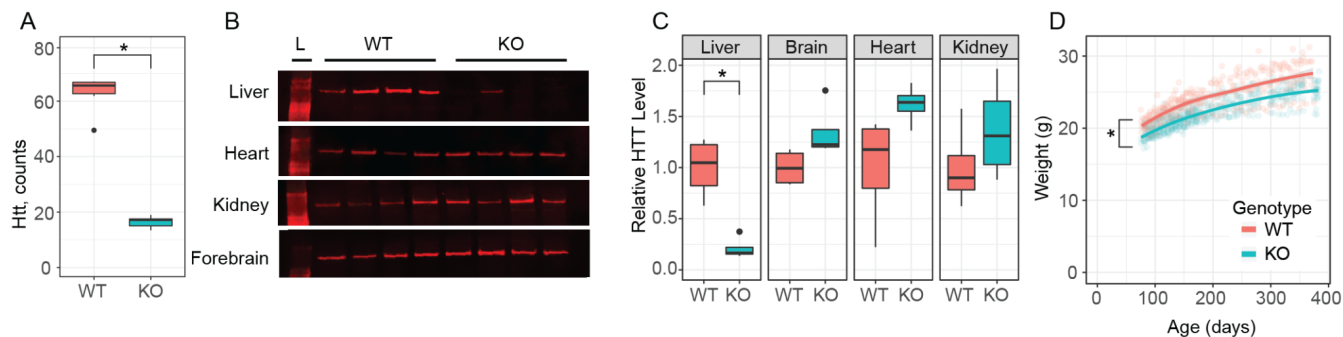 A
Htt, counts
80
60
40
20
0
*
WT
KO
B
L
WT
KO
Liver
Heart
Kidney
Forebrain
C
Relative HTT Level
2.0
1.5
1.0
0.5
0.0
Liver
Brain
Heart
Kidney
*
WT KO
WT KO
WT KO
WT KO
D
Weight (g)
30
20
10
0
*
Genotype
WT
KO
0
100
200
300
400
Age (days)